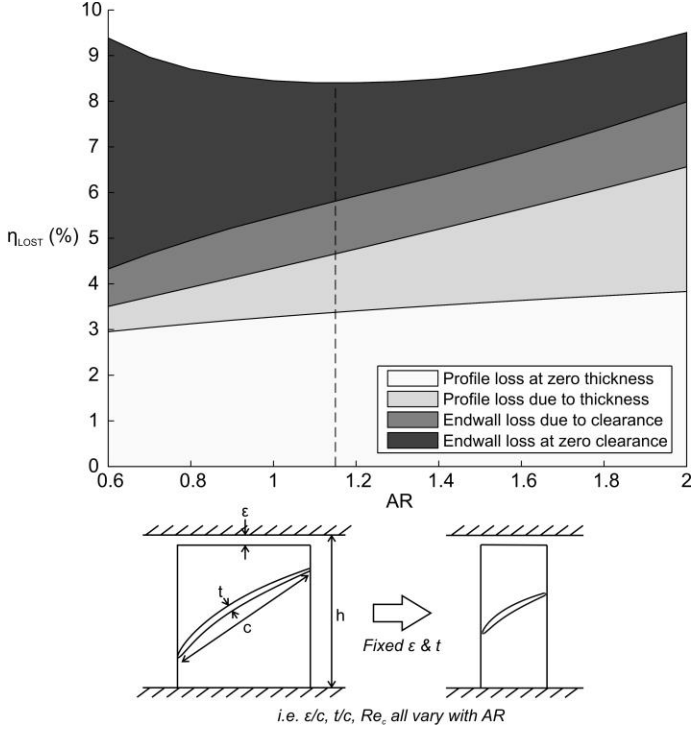 10
9
8
7
6
η_LOST (%)
5
4
3
2
1
0
Profile loss at zero thickness
Profile loss due to thickness
Endwall loss due to clearance
Endwall loss at zero clearance
0.6 0.8 1 1.2 1.4 1.6 1.8 2
AR
ε
t
c
h
Fixed ε & t
i.e. ε/c, t/c, Re_c all vary with AR